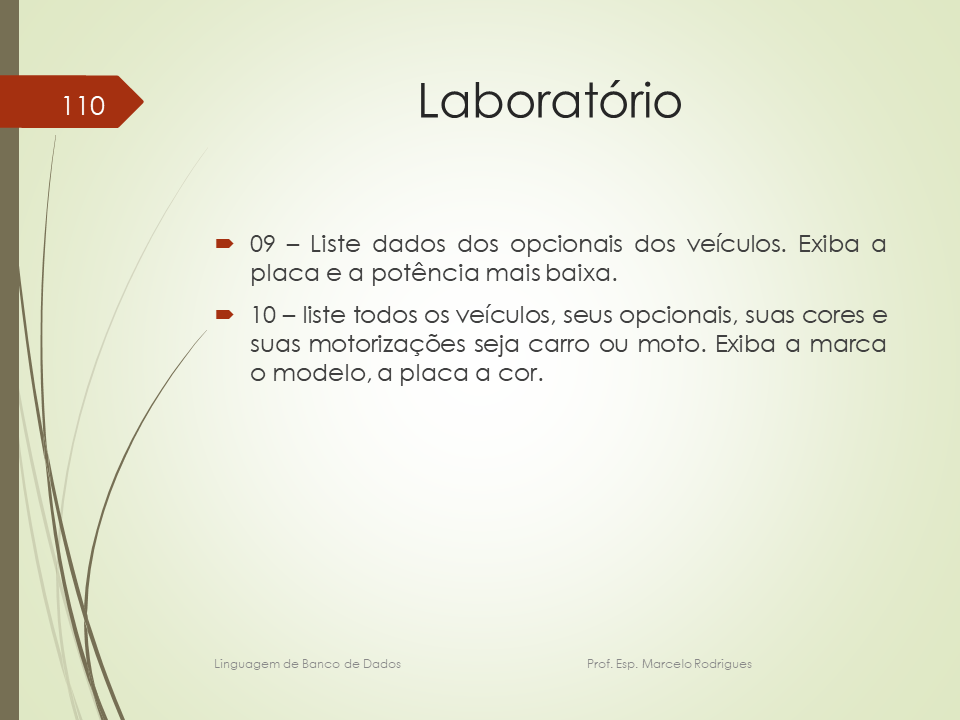 110
Laboratório
09 – Liste dados dos opcionais dos veículos. Exiba a
placa e a potência mais baixa.
10 – liste todos os veículos, seus opcionais, suas cores e
suas motorizações seja carro ou moto. Exiba a marca
o modelo, a placa a cor.
Linguagem de Banco de Dados Prof. Esp. Marcelo Rodrigues